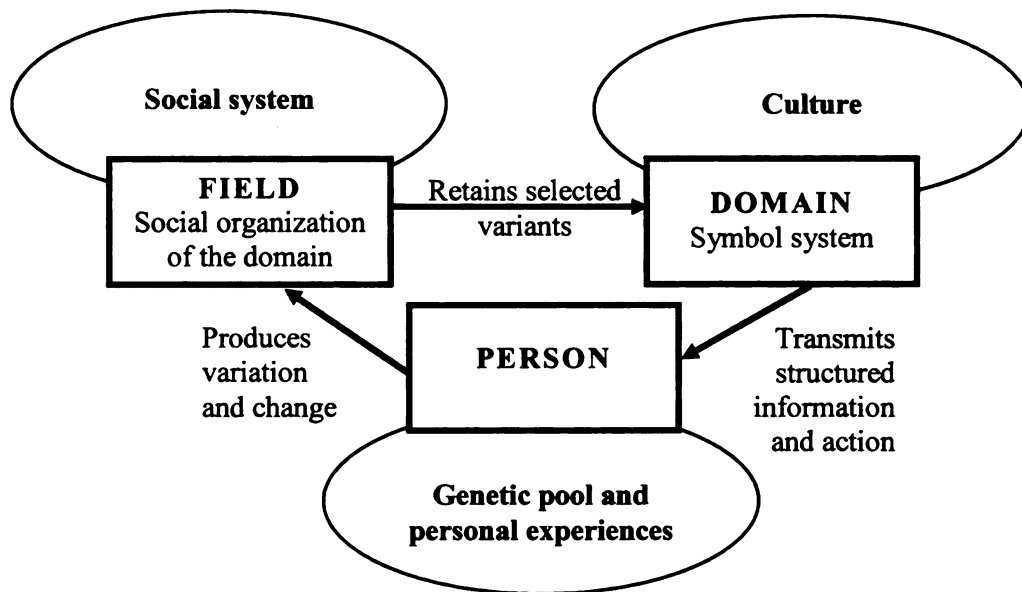 Social system
Culture
FIELD
Social organization
of the domain
Retains selected
variants
DOMAIN
Symbol system
Produces
variation
and change
PERSON
Transmits
structured
information
and action
Genetic pool and
personal experiences